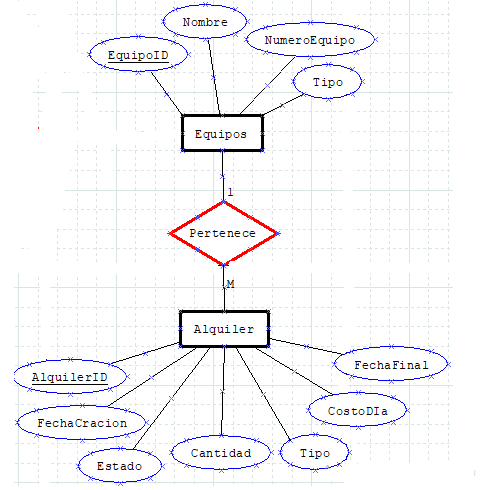 Nombre
NumeroEquipo
EquipoID
Tipo
Equipos
1
Pertenece
M
Alquiler
FechaFinal
AlquilerID
CostoDIa
FechaCracion
Cantidad
Tipo
Estado